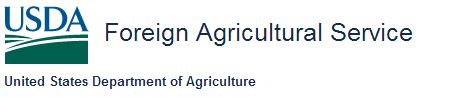 USDA
Foreign Agricultural Service
United States Department of Agriculture